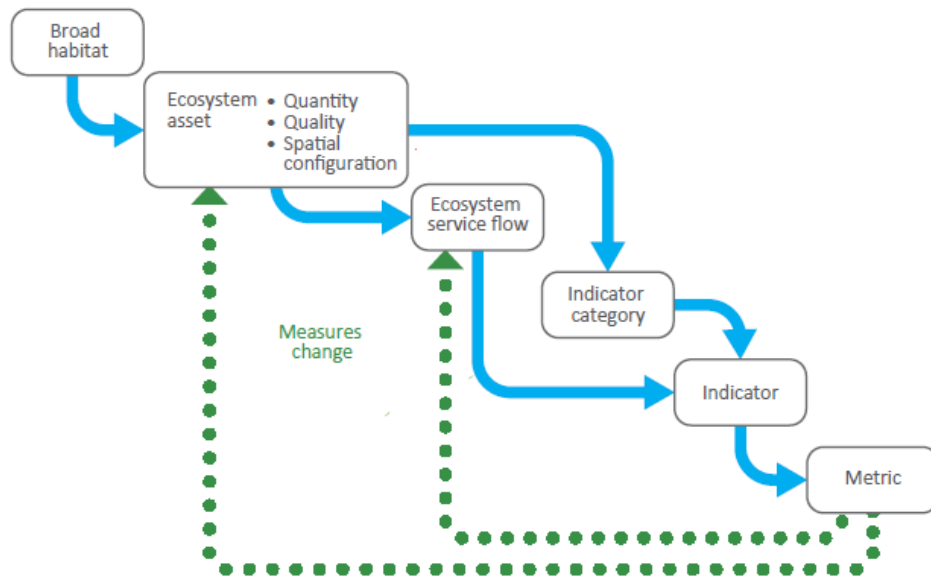 Broad
habitat
Ecosystem
asset
• Quantity
• Quality
• Spatial
configuration
Ecosystem
service flow
Indicator
category
Measures
change
Indicator
Metric